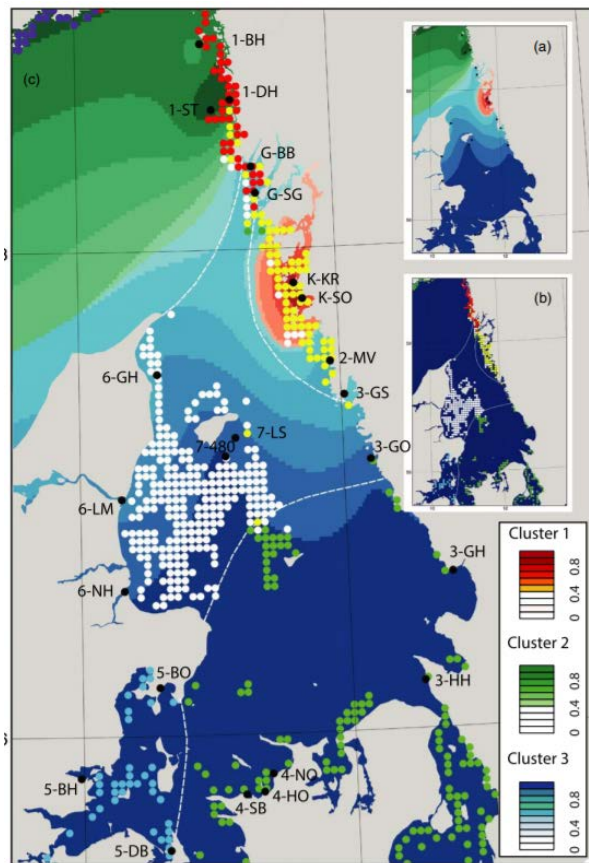 (c)
1-BH
1-DH
1-ST
G-BB
G-SG
K-KR
K-SO
2-MV
3-GS
6-GH
7-LS
7-480
3-GO
6-LM
3-GH
6-NH
5-BO
3-HH
5-BH
4-NO
4-HO
4-SB
5-DB
(a)
(b)
Cluster 1
0 0.4 0.8
Cluster 2
0 0.4 0.8
Cluster 3
0 0.4 0.8